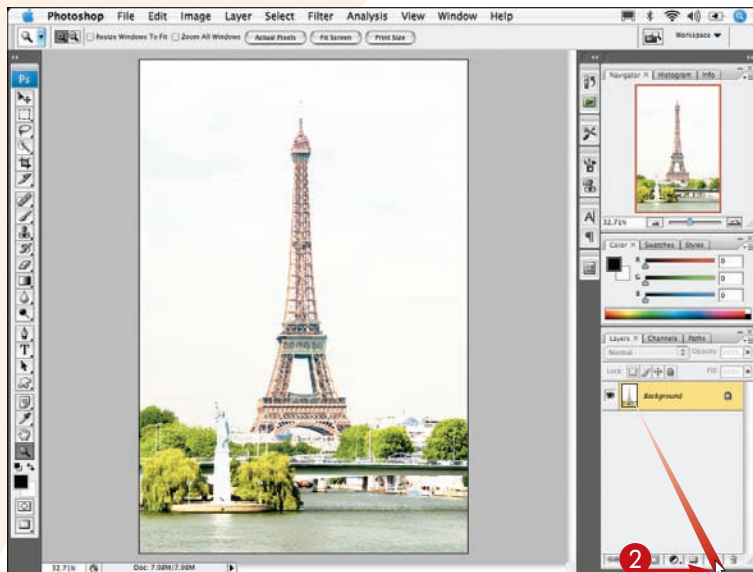 Photoshop File Edit Image Layer Select Filter Analysis View Window Help
Resize Windows To Fit Zoom All Windows Actual Pixels Fit Screen Print Size Workspace
Ps
Navigator × Histogram Info
32.71%
A
Color × Swatches Styles
R 0
G 0
B 0
Layers × Channels Paths
Normal Opacity:
Lock: Fill:
Background
T
2
32.71% Doc: 7.98M/7.98M